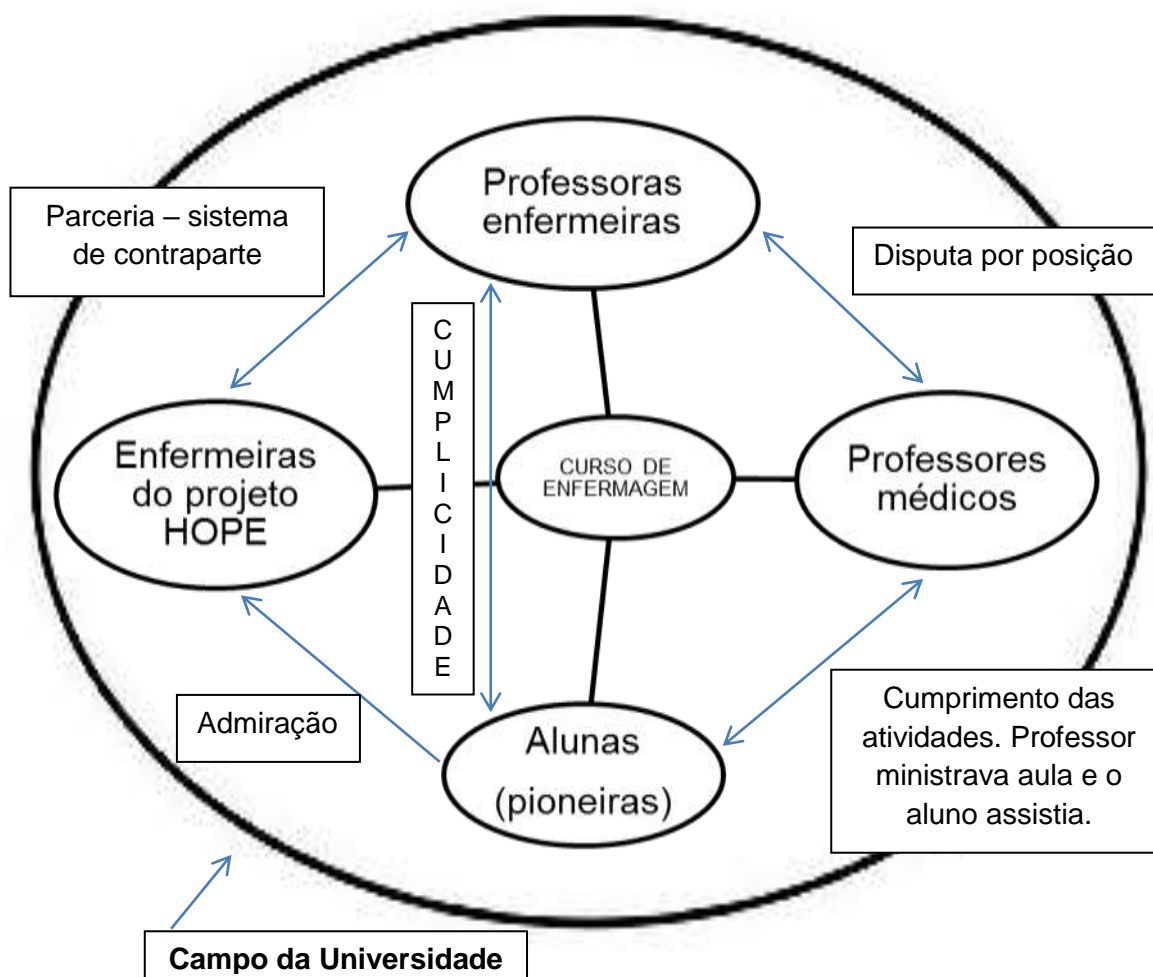 Professoras
enfermeiras
Parceria – sistema
de contraparte
Disputa por posição
C
U
M
P
L
I
C
I
D
A
D
E
Enfermeiras
do projeto
HOPE
CURSO DE
ENFERMAGEM
Professores
médicos
Admiração
Alunas
(pioneiras)
Cumprimento das
atividades. Professor
ministrava aula e o
aluno assistia.
Campo da Universidade